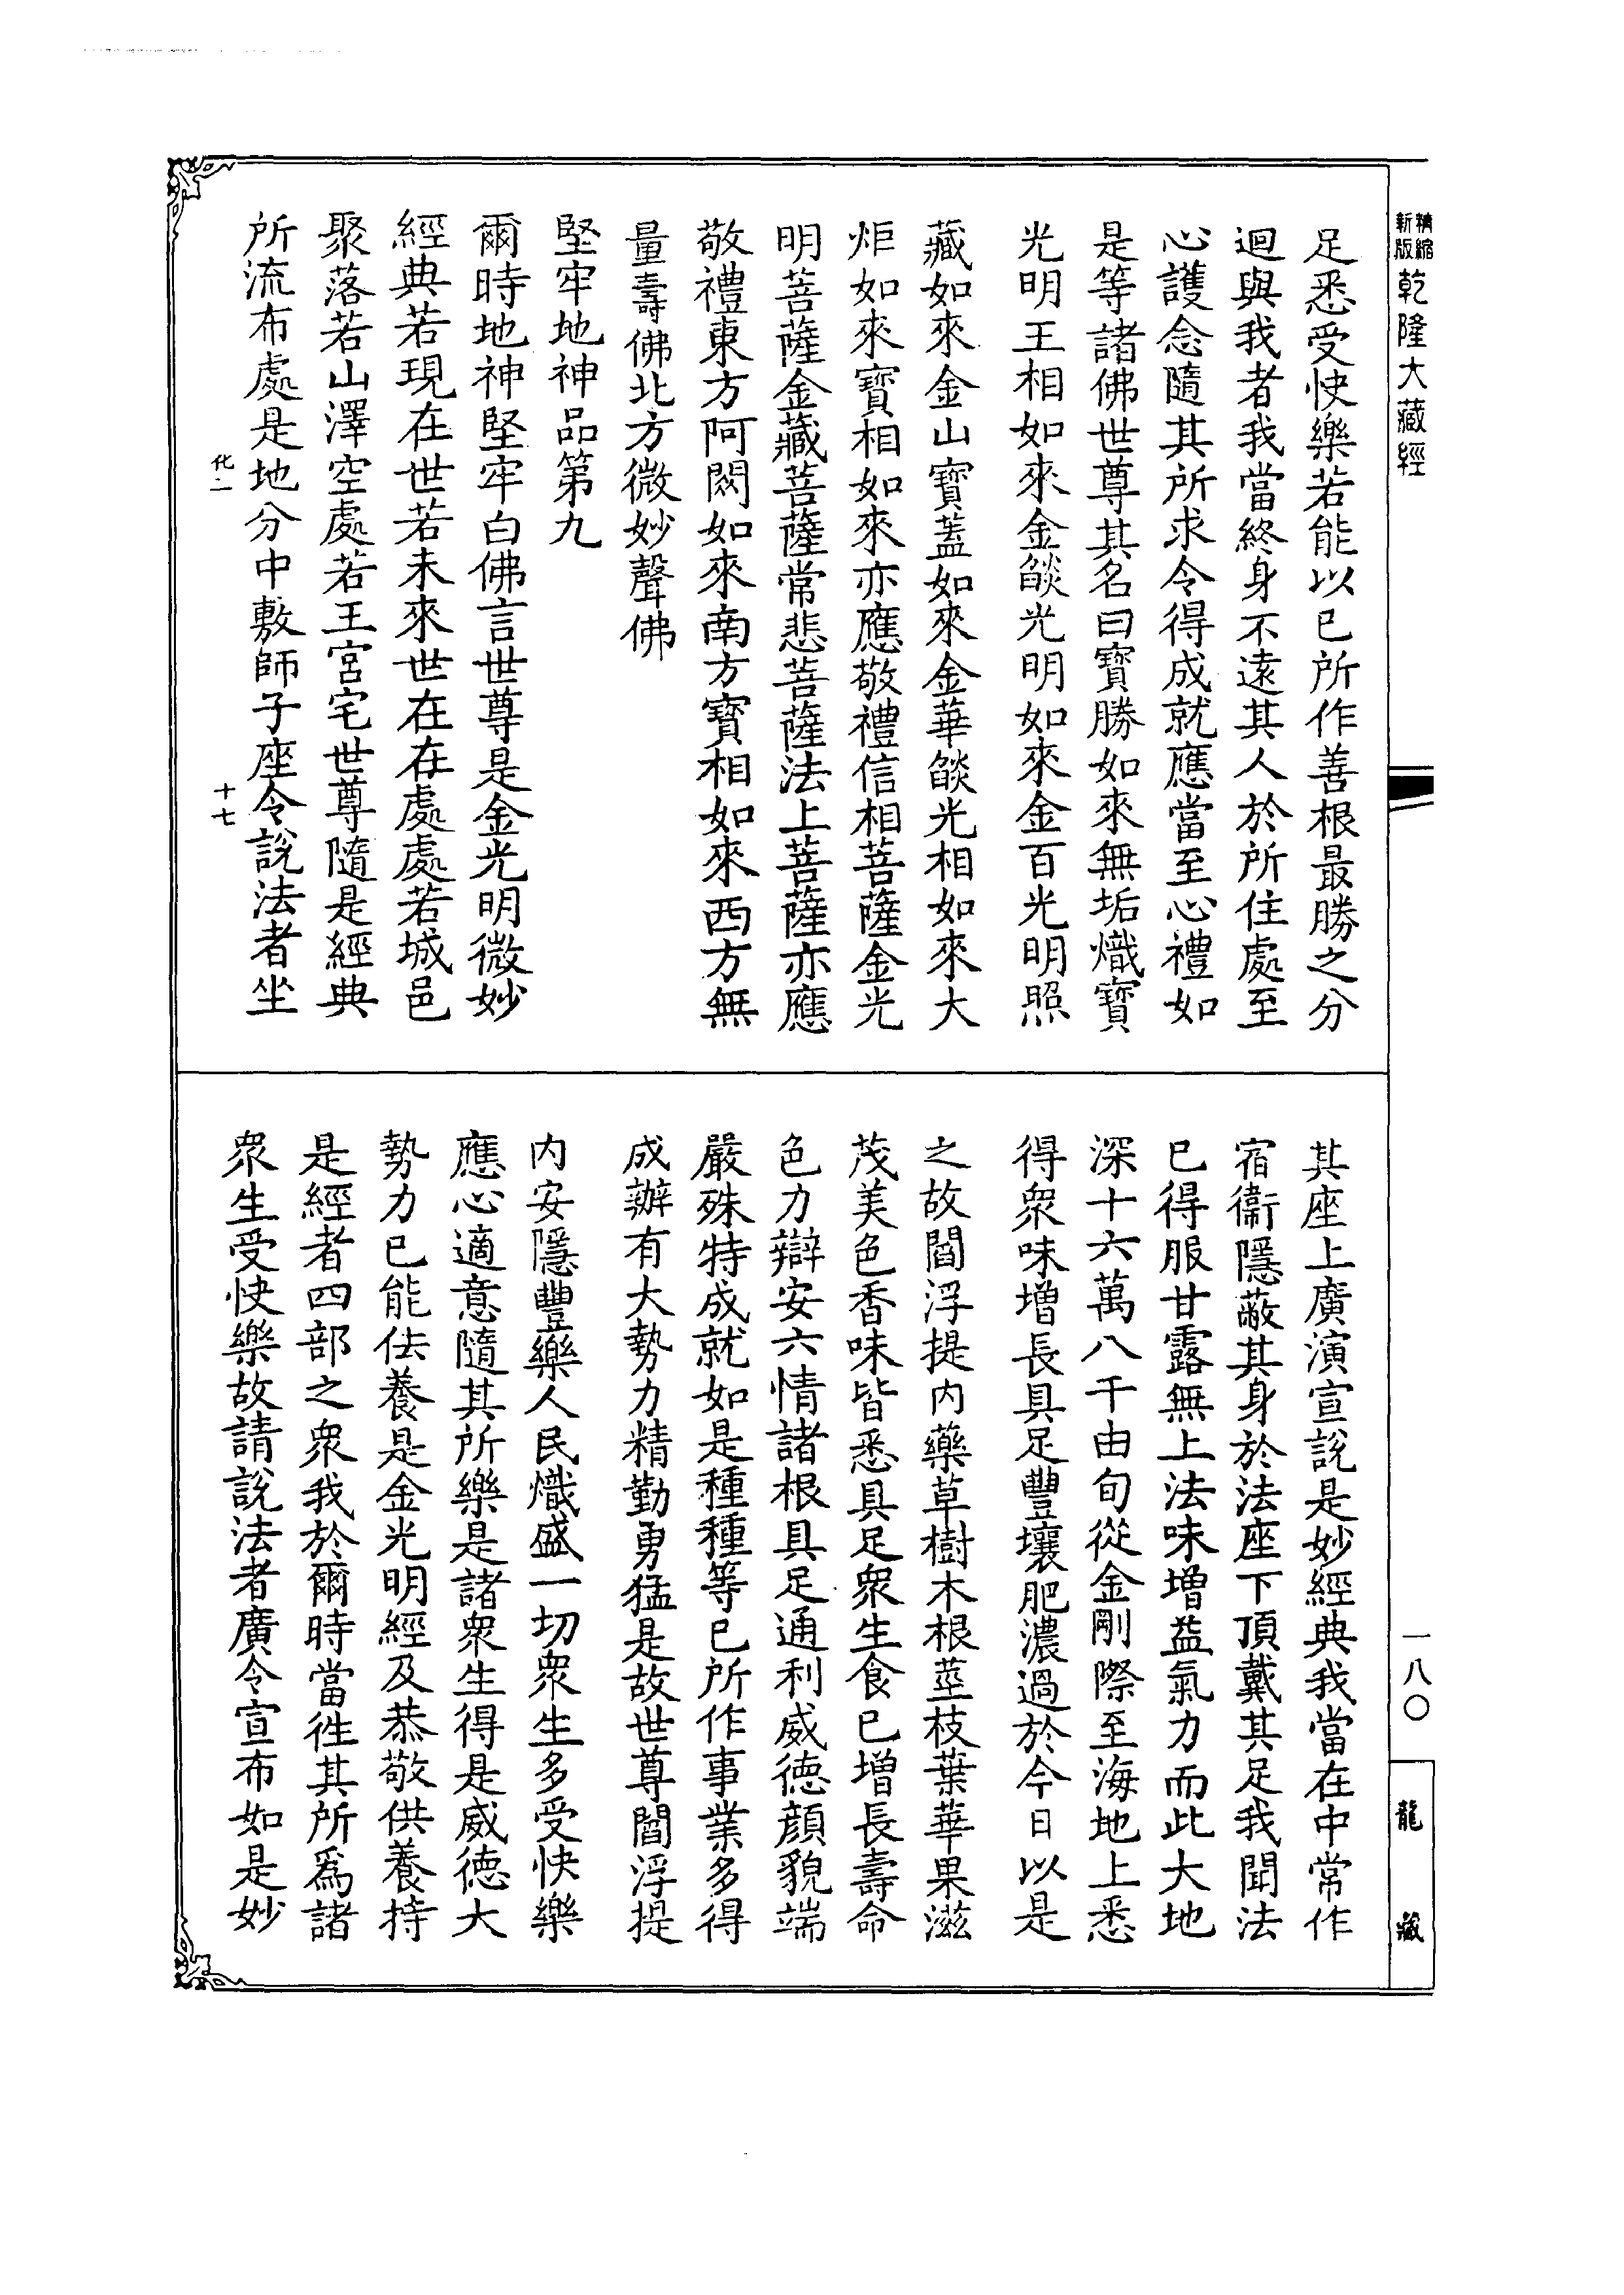 精縮新版乾隆大藏經
足悉受快樂若能以已所作善根最勝之分
迴與我者我當終身不遠其人於所住處至
心護念隨其所求令得成就應當至心禮如
是等諸佛世尊其名曰寶勝如來無垢熾寶
光明王相如來金燄光明如來金百光明照
藏如來金山寶蓋如來金華燄光相如來大
炬如來寶相如來亦應敬禮信相菩薩金光
明菩薩金藏菩薩常悲菩薩法上菩薩亦應
敬禮東方阿閦如來南方寶相如來西方無
量壽佛北方微妙聲佛
堅牢地神品第九
爾時地神堅牢白佛言世尊是金光明微妙
經典若現在世若未來世在在處處若城邑
聚落若山澤空處若王宮宅世尊隨是經典
所流布處是地分中敷師子座令說法者坐
化二 十七
其座上廣演宣說是妙經典我當在中常作
宿衞隱蔽其身於法座下頂戴其足我聞法
已得服甘露無上法味增益氣力而此大地
深十六萬八千由旬從金剛際至海地上悉
得眾味增長具足豐壤肥濃過於今日以是
之故閻浮提內藥草樹木根莖枝葉華果滋
茂美色香味皆悉具足眾生食已增長壽命
色力辯安六情諸根具足通利威德顏貌端
嚴殊特成就如是種種等已所作事業多得
成辦有大勢力精勤勇猛是故世尊閻浮提
內安隱豐樂人民熾盛一切眾生多受快樂
應心適意隨其所樂是諸眾生得是威德大
勢力已能供養是金光明經及恭敬供養持
是經者四部之眾我於爾時當徃其所爲諸
眾生受快樂故請說法者廣令宣布如是妙
一八〇
龍藏